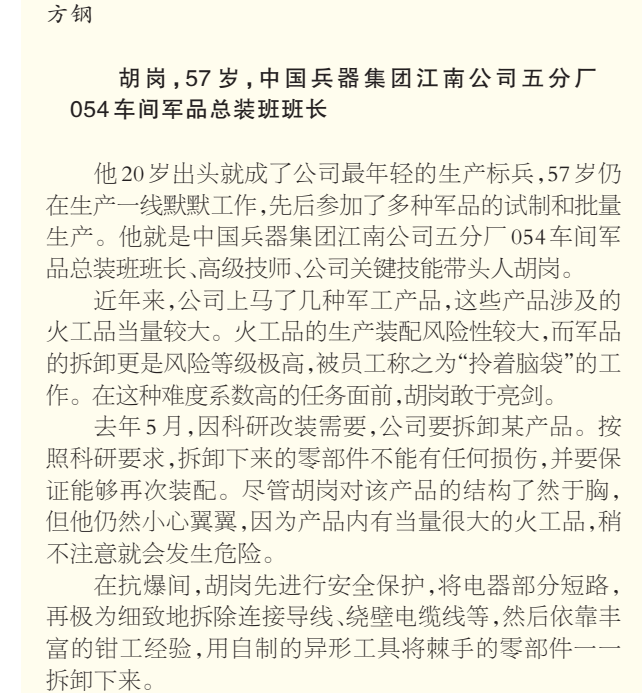 方钢
胡岗，57岁，中国兵器集团江南公司五分厂
054车间军品总装班班长
他20岁出头就成了公司最年轻的生产标兵，57岁仍
在生产一线默默工作，先后参加了多种军品的试制和批量
生产。他就是中国兵器集团江南公司五分厂054车间军
品总装班班长、高级技师、公司关键技能带头人胡岗。
近年来，公司上马了几种军工产品，这些产品涉及的
火工品当量较大。火工品的生产装配风险性较大，而军品
的拆卸更是风险等级极高，被员工称之为“拎着脑袋”的工
作。在这种难度系数高的任务面前，胡岗敢于亮剑。
去年5月，因科研改装需要，公司要拆卸某产品。按
照科研要求，拆卸下来的零部件不能有任何损伤，并要保
证能够再次装配。尽管胡岗对该产品的结构了然于胸，
但他仍然小心翼翼，因为产品内有当量很大的火工品，稍
不注意就会发生危险。
在抗爆间，胡岗先进行安全保护，将电器部分短路，
再极为细致地拆除连接导线、绕壁电缆线等，然后依靠丰
富的钳工经验，用自制的异形工具将棘手的零部件一一
拆卸下来。